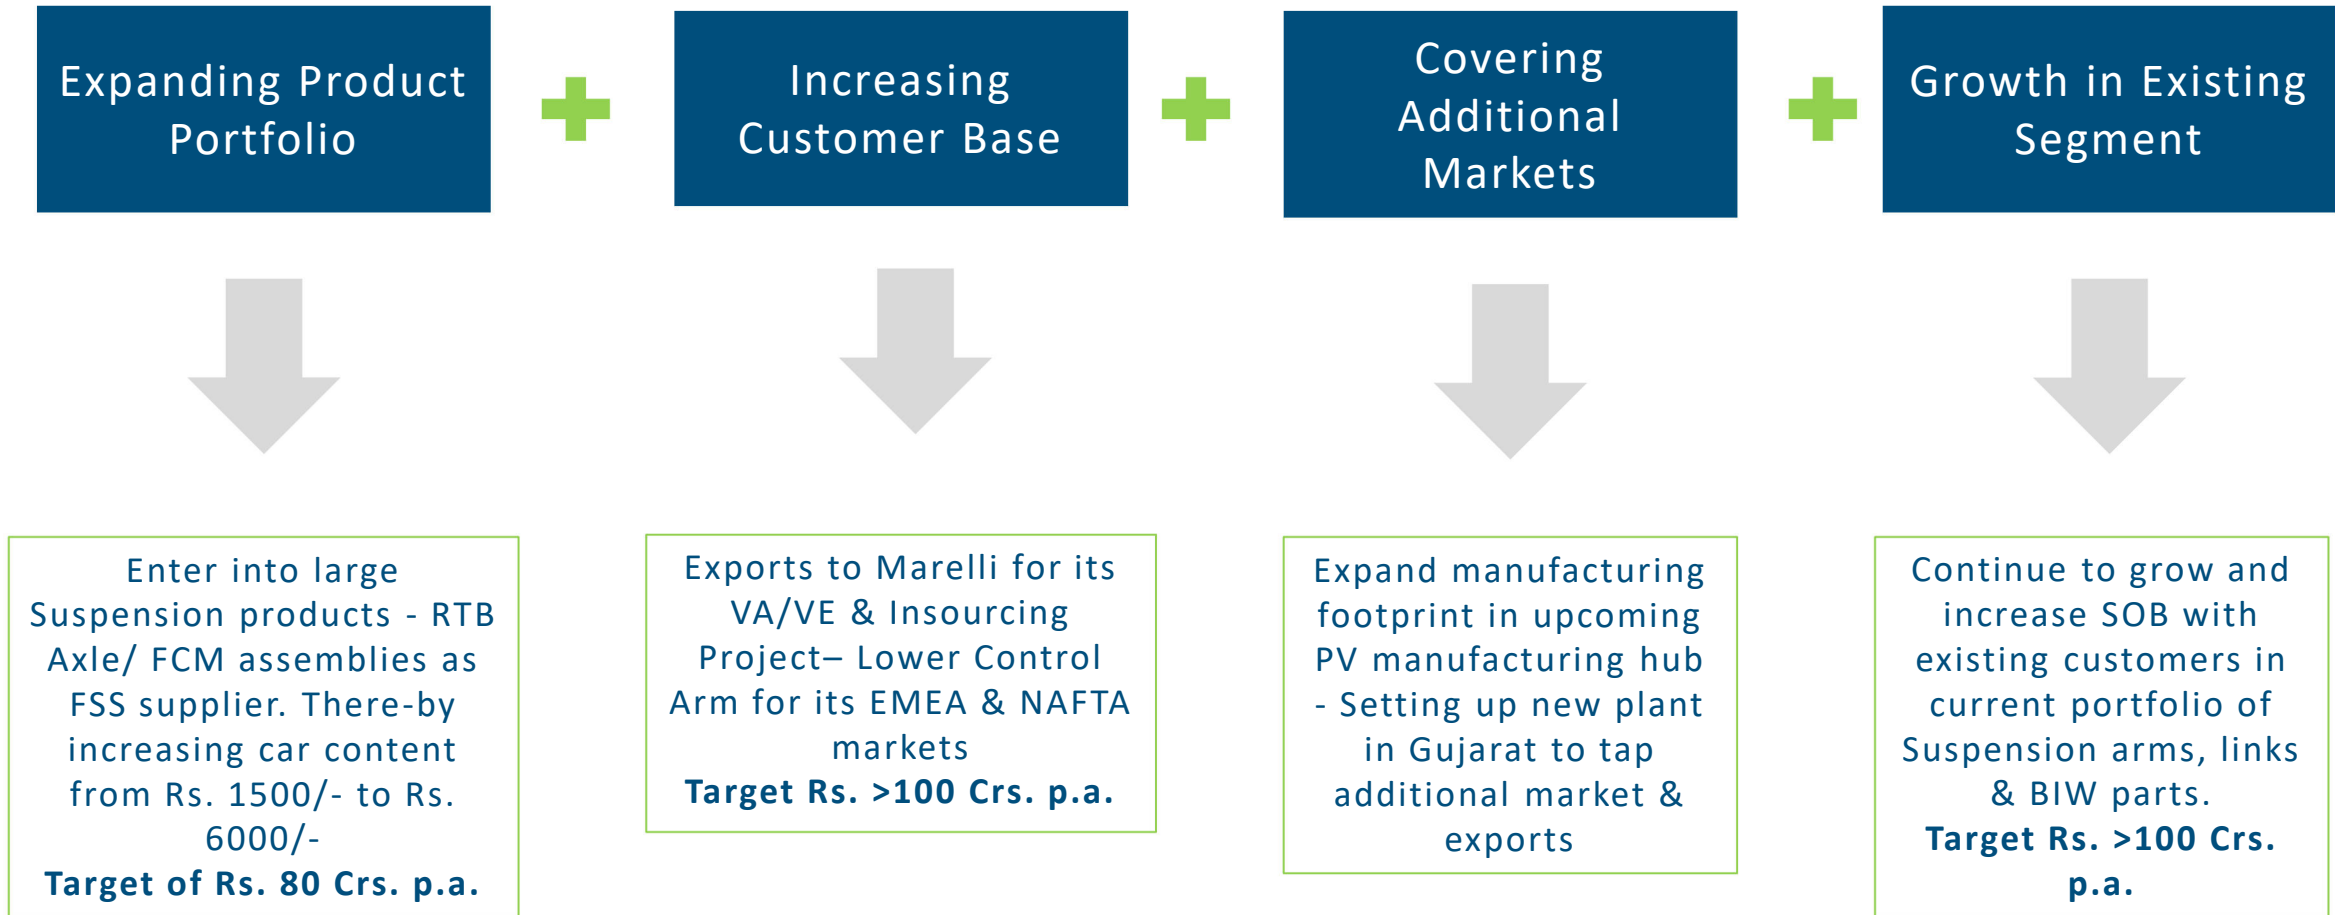 Expanding Product
Portfolio
Increasing
Customer Base
Covering
Additional
Markets
Growth in Existing
Segment
Enter into large
Suspension products - RTB
Axle/ FCM assemblies as
FSS supplier. There-by
increasing car content
from Rs. 1500/- to Rs.
6000/-
Target of Rs. 80 Crs. p.a.
Exports to Marelli for its
VA/VE & Insourcing
Project– Lower Control
Arm for its EMEA & NAFTA
markets
Target Rs. >100 Crs. p.a.
Expand manufacturing
footprint in upcoming
PV manufacturing hub
- Setting up new plant
in Gujarat to tap
additional market &
exports
Continue to grow and
increase SOB with
existing customers in
current portfolio of
Suspension arms, links
& BIW parts.
Target Rs. >100 Crs.
p.a.